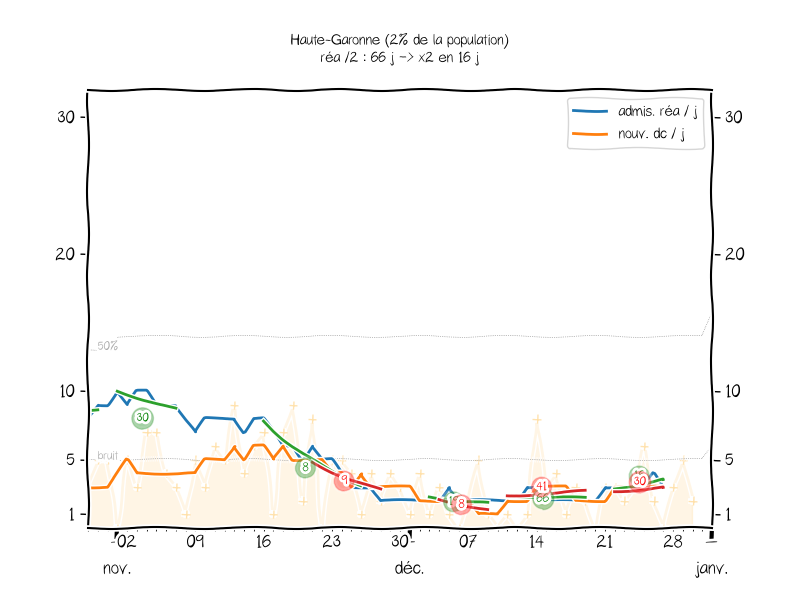 Haute-Garonne (2% de la population)
réa /2 : 66 j -> x2 en 16 j
admis. réa / j
nouv. dc / j
30
30
20
20
50%
10
10
30
5
bruit
5
8
9
41
30
66
8
1
1
02 09 16 23 30 07 14 21 28
nov. déc. janv.